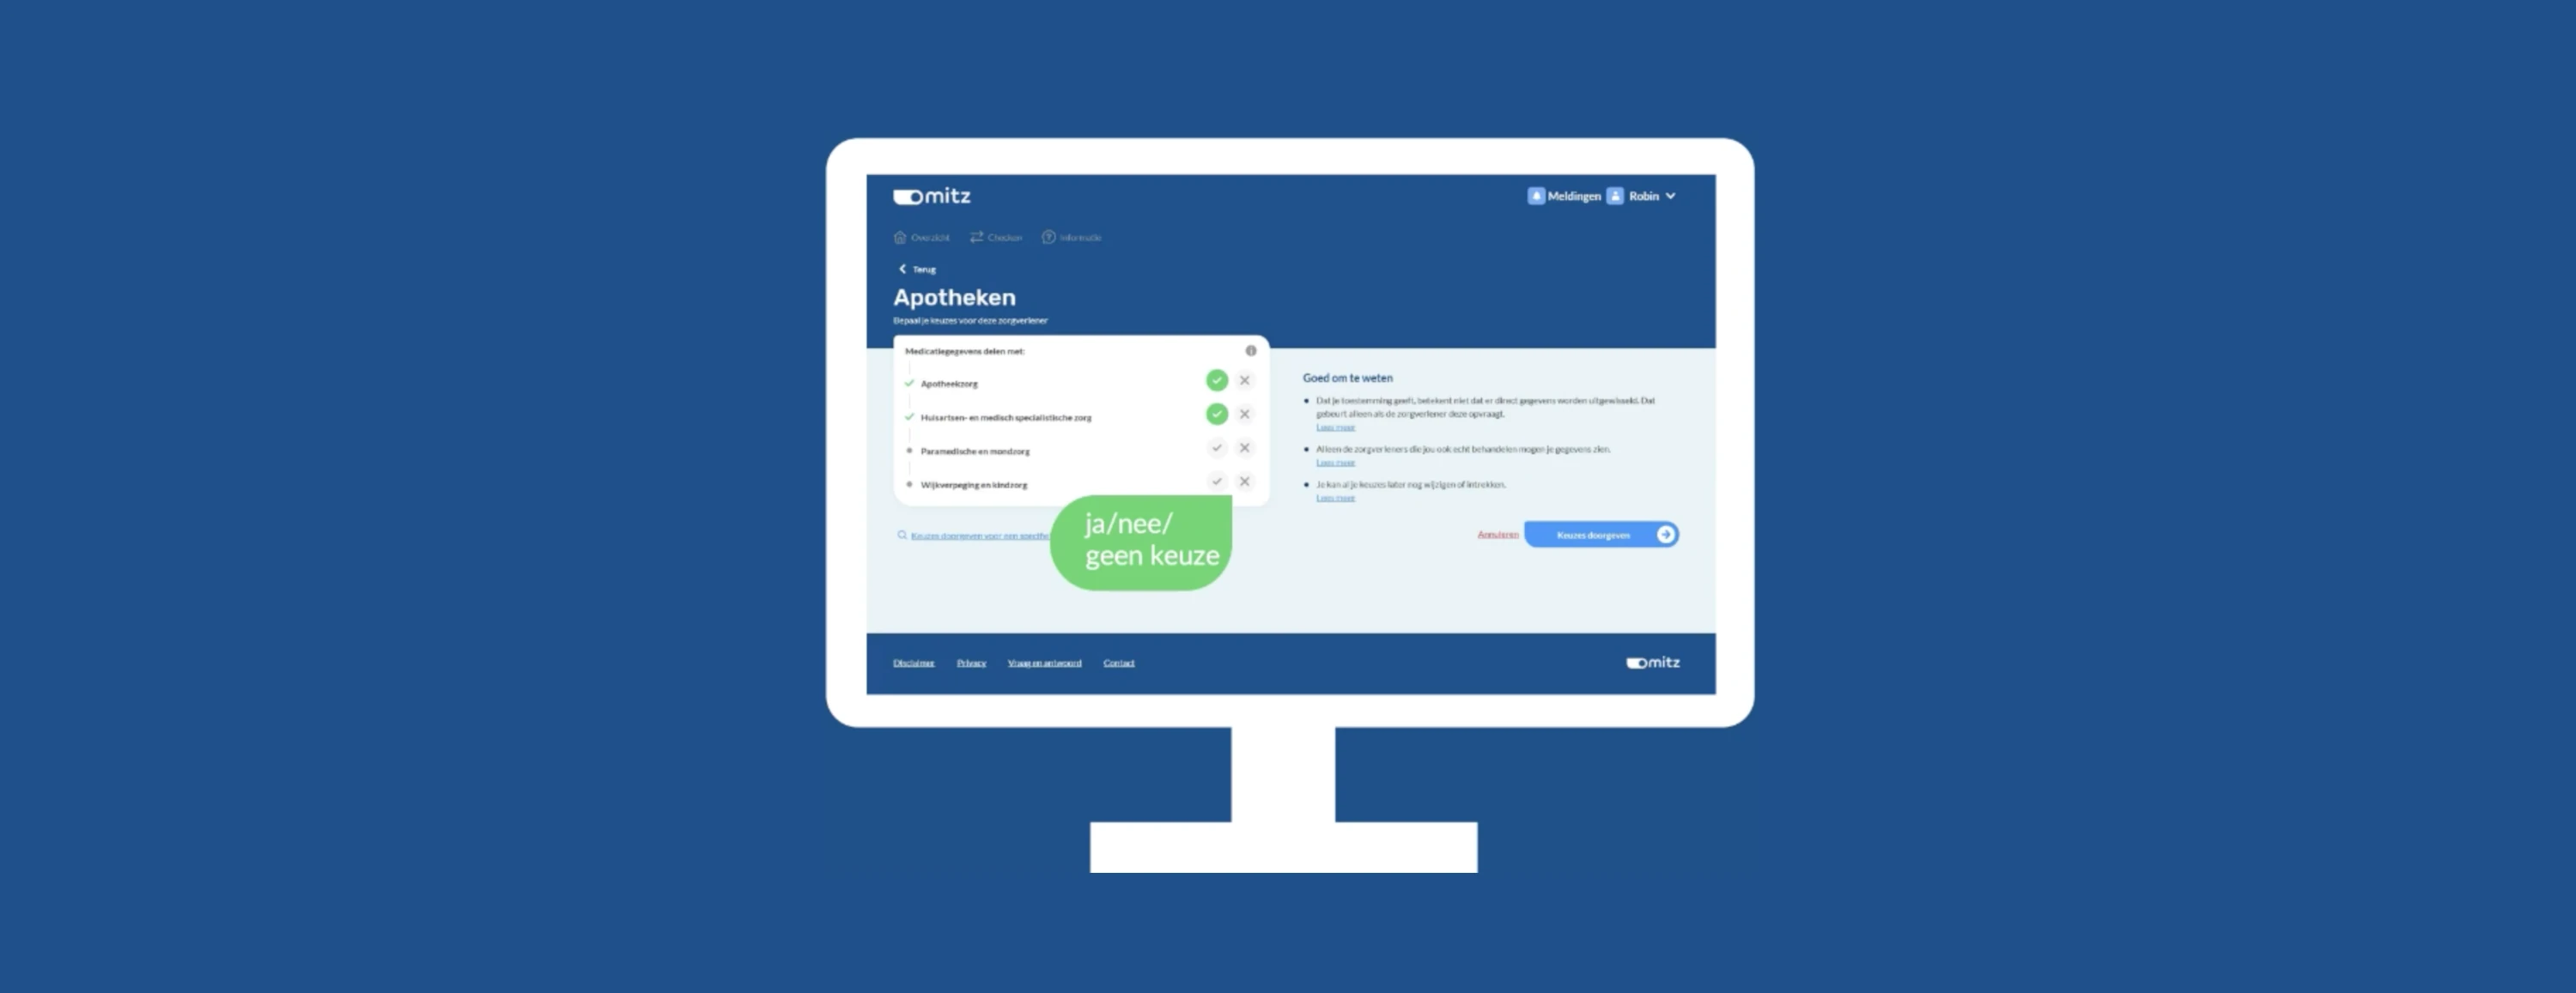 mitz
Meldingen Robin
Overzicht Checken Informatie
Terug
Apotheken
Bepaal je keuzes voor deze zorgverlener
Medicatiegegevens delen met:
Apotheekzorg
Huisartsen- en medisch specialistische zorg
Paramedische en mondzorg
Wijkverpeging en kindzorg
Keuzes doorgeven voor een specifie
ja/nee/
geen keuze
Goed om te weten
Dat je toestemming geeft, betekent niet dat er direct gegevens worden uitgewisseld. Dat
gebeurt alleen als de zorgverlener deze opvraagt.
Lees meer
Alleen de zorgverleners die jou ook echt behandelen mogen je gegevens zien.
Lees meer
Je kan al je keuzes later nog wijzigen of intrekken.
Lees meer
Annuleren Keuzes doorgeven
Disclaimer Privacy Vraag en antwoord Contact
mitz